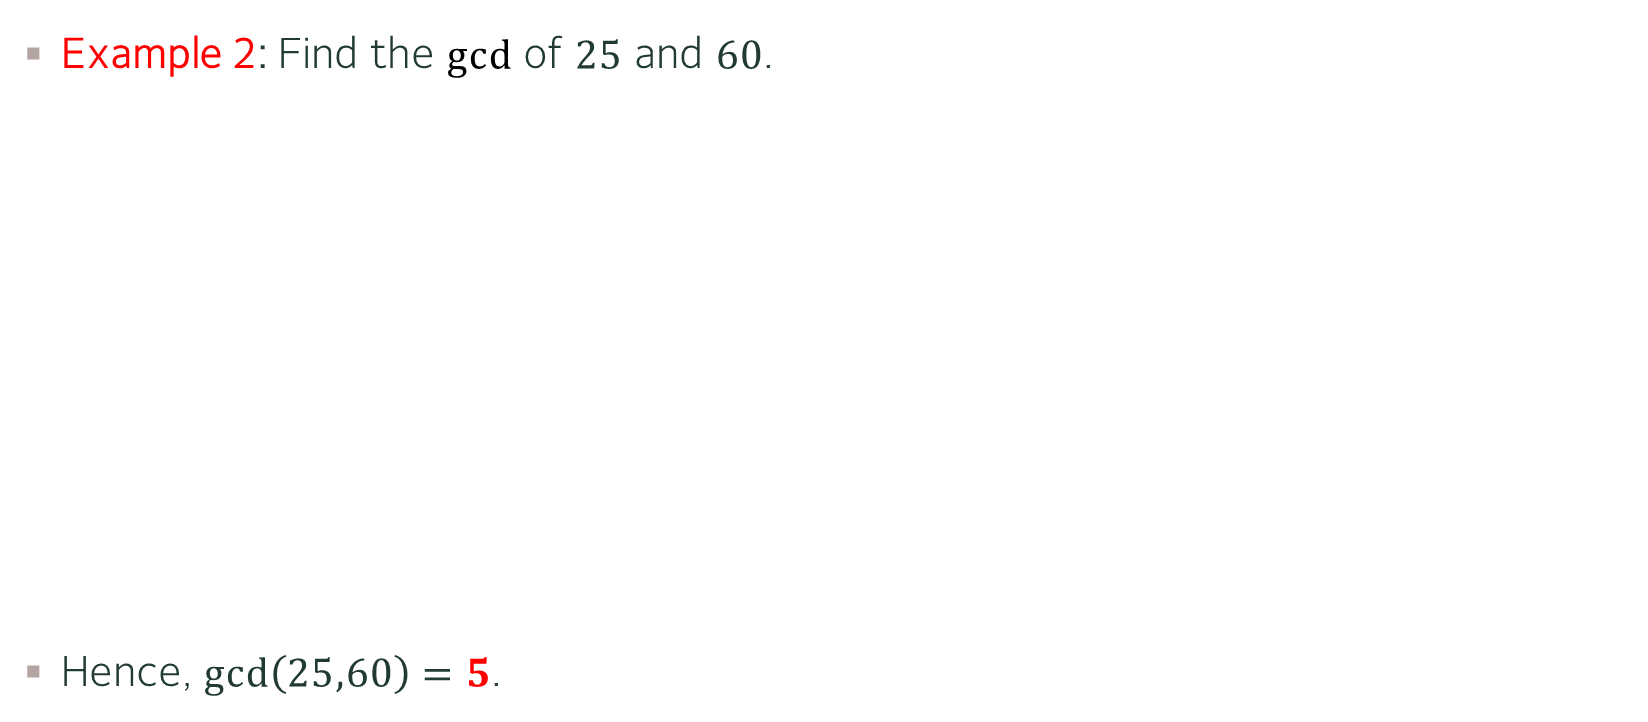 ▪ Example 2: Find the gcd of 25 and 60.
▪ Hence, gcd(25,60) = 5.